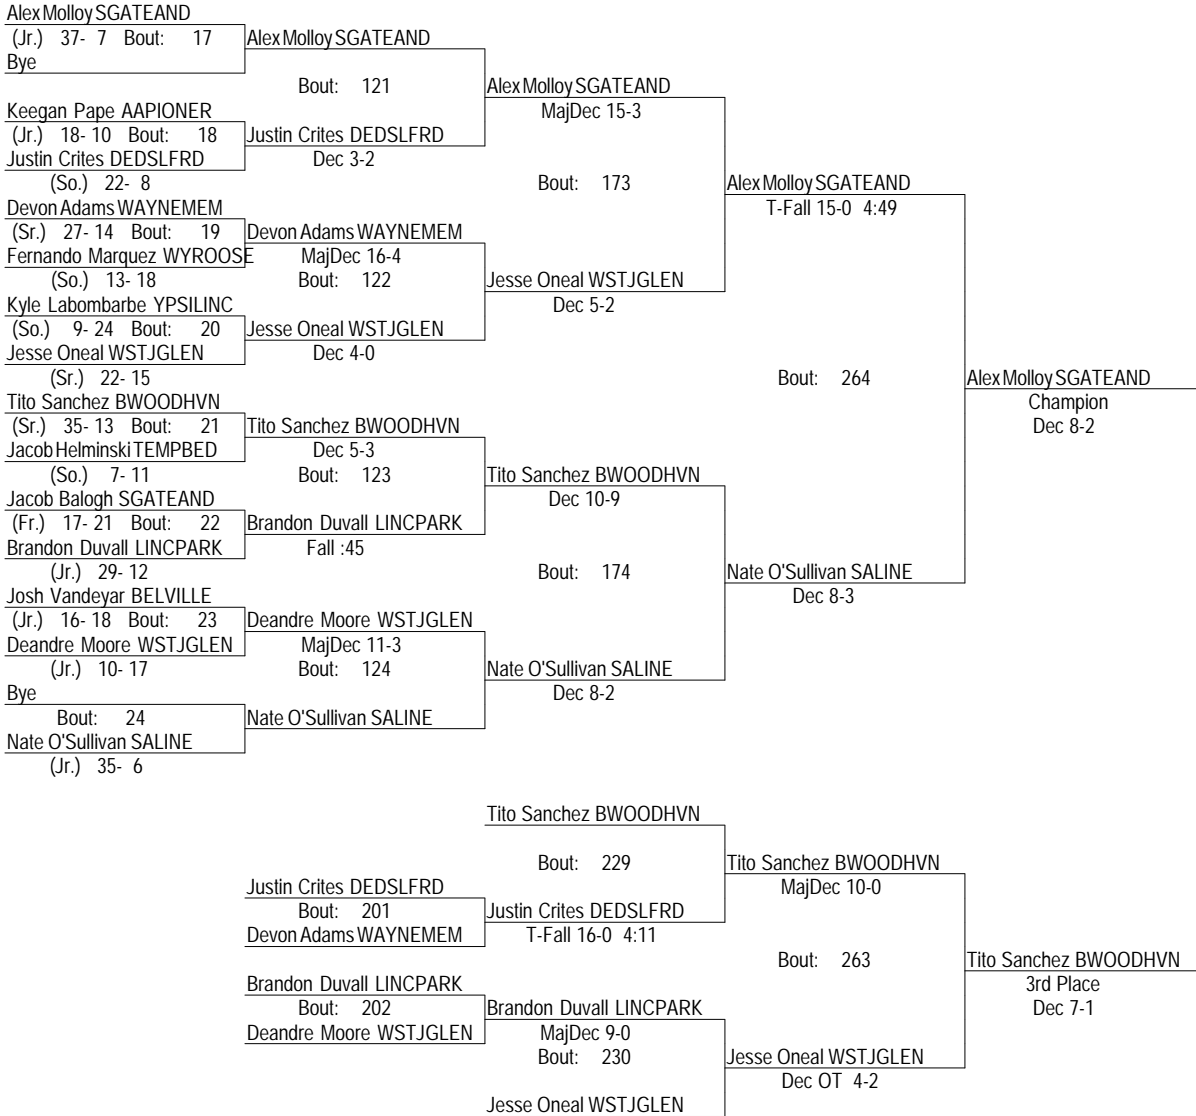 Alex Molloy SGATEAND
(Jr.) 37- 7 Bout: 17 Alex Molloy SGATEAND
Bye
Bout: 121 Alex Molloy SGATEAND
Keegan Pape AAPIONER MajDec 15-3
(Jr.) 18- 10 Bout: 18 Justin Crites DEDSLFRD
Justin Crites DEDSLFRD Dec 3-2
(So.) 22- 8 Bout: 173 Alex Molloy SGATEAND
Devon Adams WAYNEMEM T-Fall 15-0 4:49
(Sr.) 27- 14 Bout: 19 Devon Adams WAYNEMEM
Fernando Marquez WYROOSE MajDec 16-4
(So.) 13- 18 Bout: 122 Jesse Oneal WSTJGLEN
Kyle Labombarbe YPSILINC Dec 5-2
(So.) 9- 24 Bout: 20 Jesse Oneal WSTJGLEN
Jesse Oneal WSTJGLEN Dec 4-0
(Sr.) 22- 15 Bout: 264 Alex Molloy SGATEAND
Tito Sanchez BWOODHVN Champion
(Sr.) 35- 13 Bout: 21 Tito Sanchez BWOODHVN Dec 8-2
Jacob Helminski TEMPBED Dec 5-3
(So.) 7- 11 Bout: 123 Tito Sanchez BWOODHVN
Jacob Balogh SGATEAND Dec 10-9
(Fr.) 17- 21 Bout: 22 Brandon Duvall LINCPARK
Brandon Duvall LINCPARK Fall :45
(Jr.) 29- 12 Bout: 174 Nate O'Sullivan SALINE
Josh Vandeyar BELVILLE Dec 8-3
(Jr.) 16- 18 Bout: 23 Deandre Moore WSTJGLEN
Deandre Moore WSTJGLEN MajDec 11-3
(Jr.) 10- 17 Bout: 124 Nate O'Sullivan SALINE
Bye Dec 8-2
Bout: 24 Nate O'Sullivan SALINE
Nate O'Sullivan SALINE
(Jr.) 35- 6
Tito Sanchez BWOODHVN
Bout: 229 Tito Sanchez BWOODHVN
Justin Crites DEDSLFRD MajDec 10-0
Bout: 201 Justin Crites DEDSLFRD
Devon Adams WAYNEMEM T-Fall 16-0 4:11
Bout: 263 Tito Sanchez BWOODHVN
Brandon Duvall LINCPARK 3rd Place
Bout: 202 Brandon Duvall LINCPARK Dec 7-1
Deandre Moore WSTJGLEN MajDec 9-0
Bout: 230 Jesse Oneal WSTJGLEN
Dec OT 4-2
Jesse Oneal WSTJGLEN